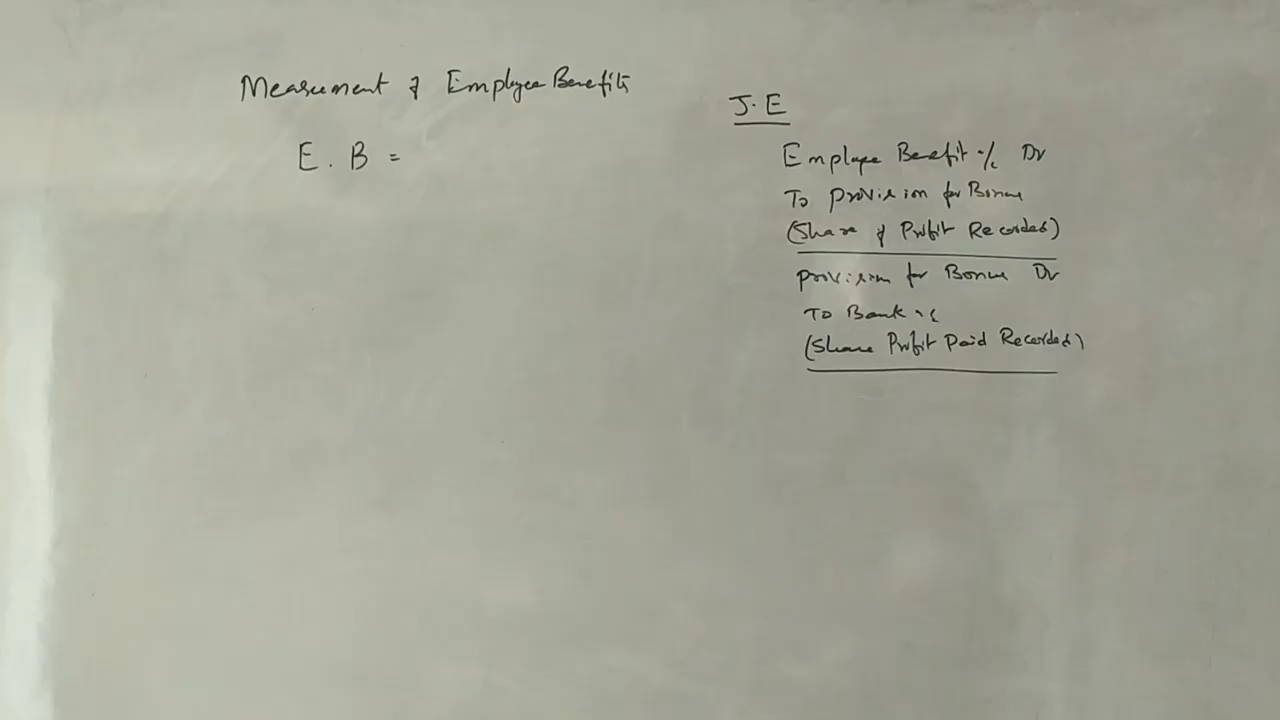 Measurement of Employee Benefits
E. B =
J. E
Employee Benefit A/c Dr
To Provision for Bonus
(Share of Profit Recorded)
Provision for Bonus Dr
To Bank A/c
(Share Profit Paid Recorded)